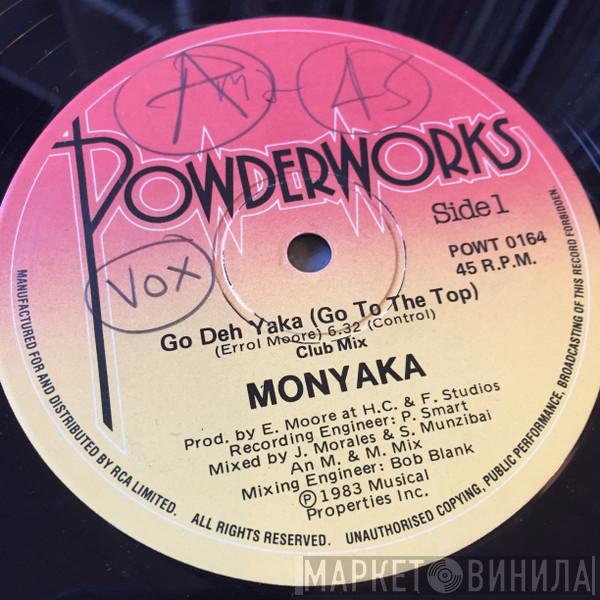 POWDERWORKS
Side 1
POWT 0164
45 R.P.M.
VOX
Go Deh Yaka (Go To The Top)
(Errol Moore) 6.32 (Control)
Club Mix
MONYAKA
Prod. by E. Moore at H.C. & F. Studios
Recording Engineer: P. Smart
Mixed by J. Morales & S. Munzibai
An M. & M. Mix
Mixing Engineer: Bob Blank
Ⓟ1983 Musical
Properties Inc.
MANUFACTURED FOR AND DISTRIBUTED BY RCA LIMITED. ALL RIGHTS RESERVED. UNAUTHORISED COPYING, PUBLIC PERFORMANCE, BROADCASTING OF THIS RECORD FORBIDDEN.
МАРКЕТ ВИНИЛА